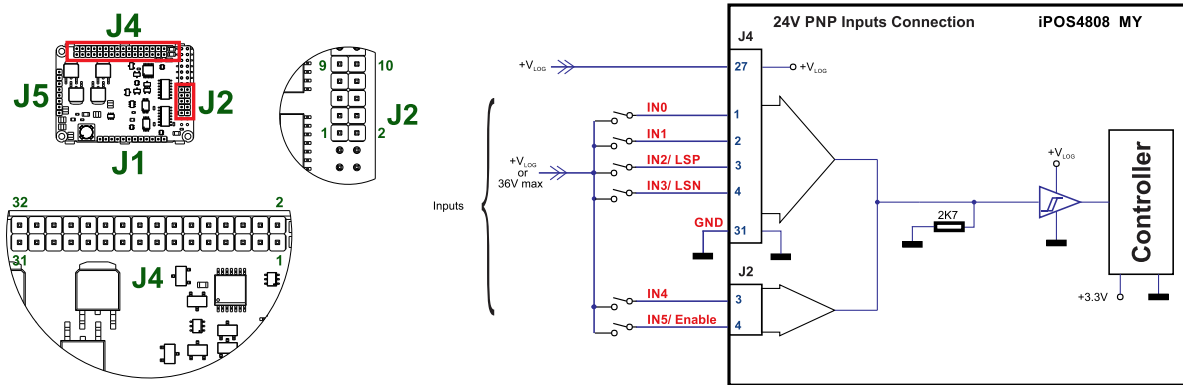 J4
J5
J2
J1
9
10
J2
1
2
32
2
31
1
J4
24V PNP Inputs Connection
iPOS4808 MY
J4
+VLOG
27
+VLOG
IN0
1
IN1
2
IN2/ LSP
3
IN3/ LSN
4
+VLOG
or
36V max
Inputs
GND
31
J2
IN4
3
IN5/ Enable
4
2K7
+VLOG
Controller
+3.3V